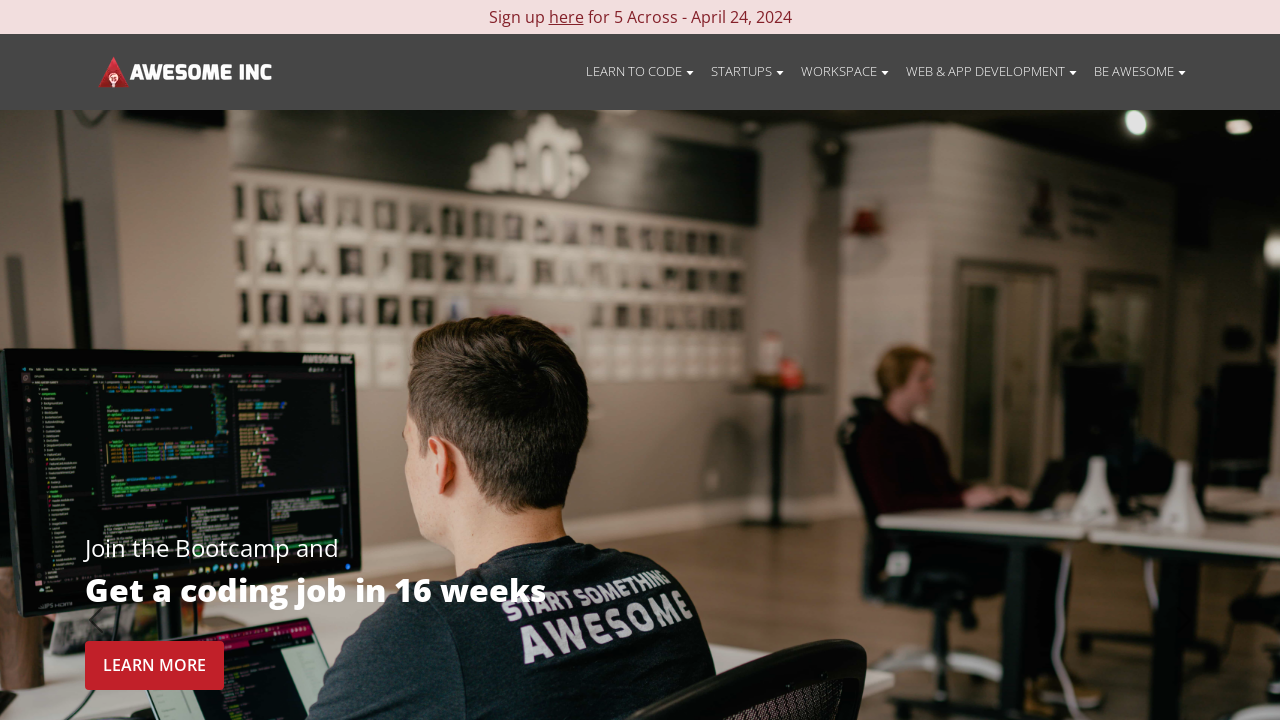 Sign up here for 5 Across - April 24, 2024
AWESOME INC
LEARN TO CODE
STARTUPS
WORKSPACE
WEB & APP DEVELOPMENT
BE AWESOME
AWESOME INC
START SOMETHING
AWESOME
Join the Bootcamp and
Get a coding job in 16 weeks
LEARN MORE